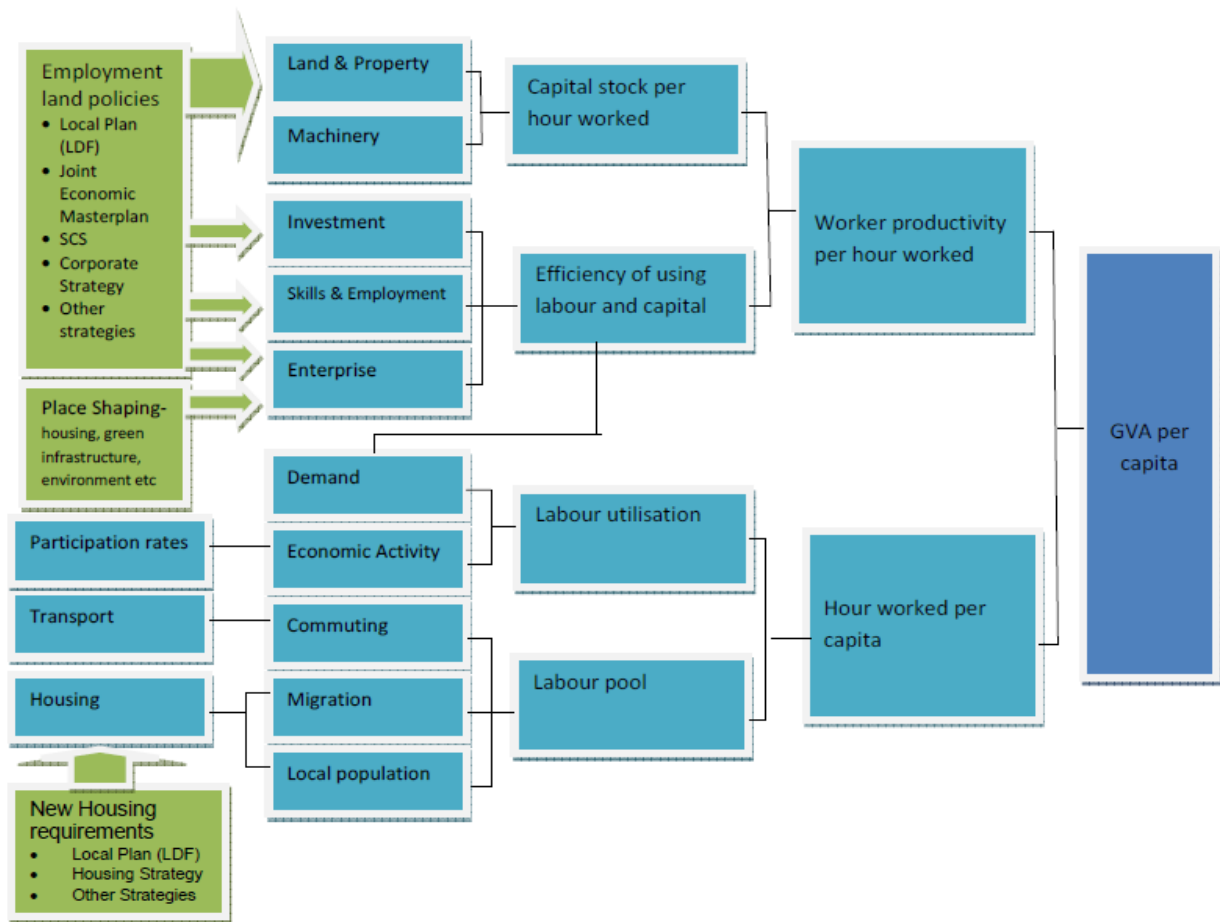 Employment
land policies
• Local Plan
(LDF)
• Joint
Economic
Masterplan
• SCS
• Corporate
Strategy
• Other
strategies
Place Shaping-
housing, green
infrastructure,
environment etc
Participation rates
Transport
Housing
New Housing
requirements
• Local Plan (LDF)
• Housing Strategy
• Other Strategies
Land & Property
Machinery
Investment
Skills & Employment
Enterprise
Demand
Economic Activity
Commuting
Migration
Local population
Capital stock per
hour worked
Efficiency of using
labour and capital
Labour utilisation
Labour pool
Worker productivity
per hour worked
Hour worked per
capita
GVA per
capita